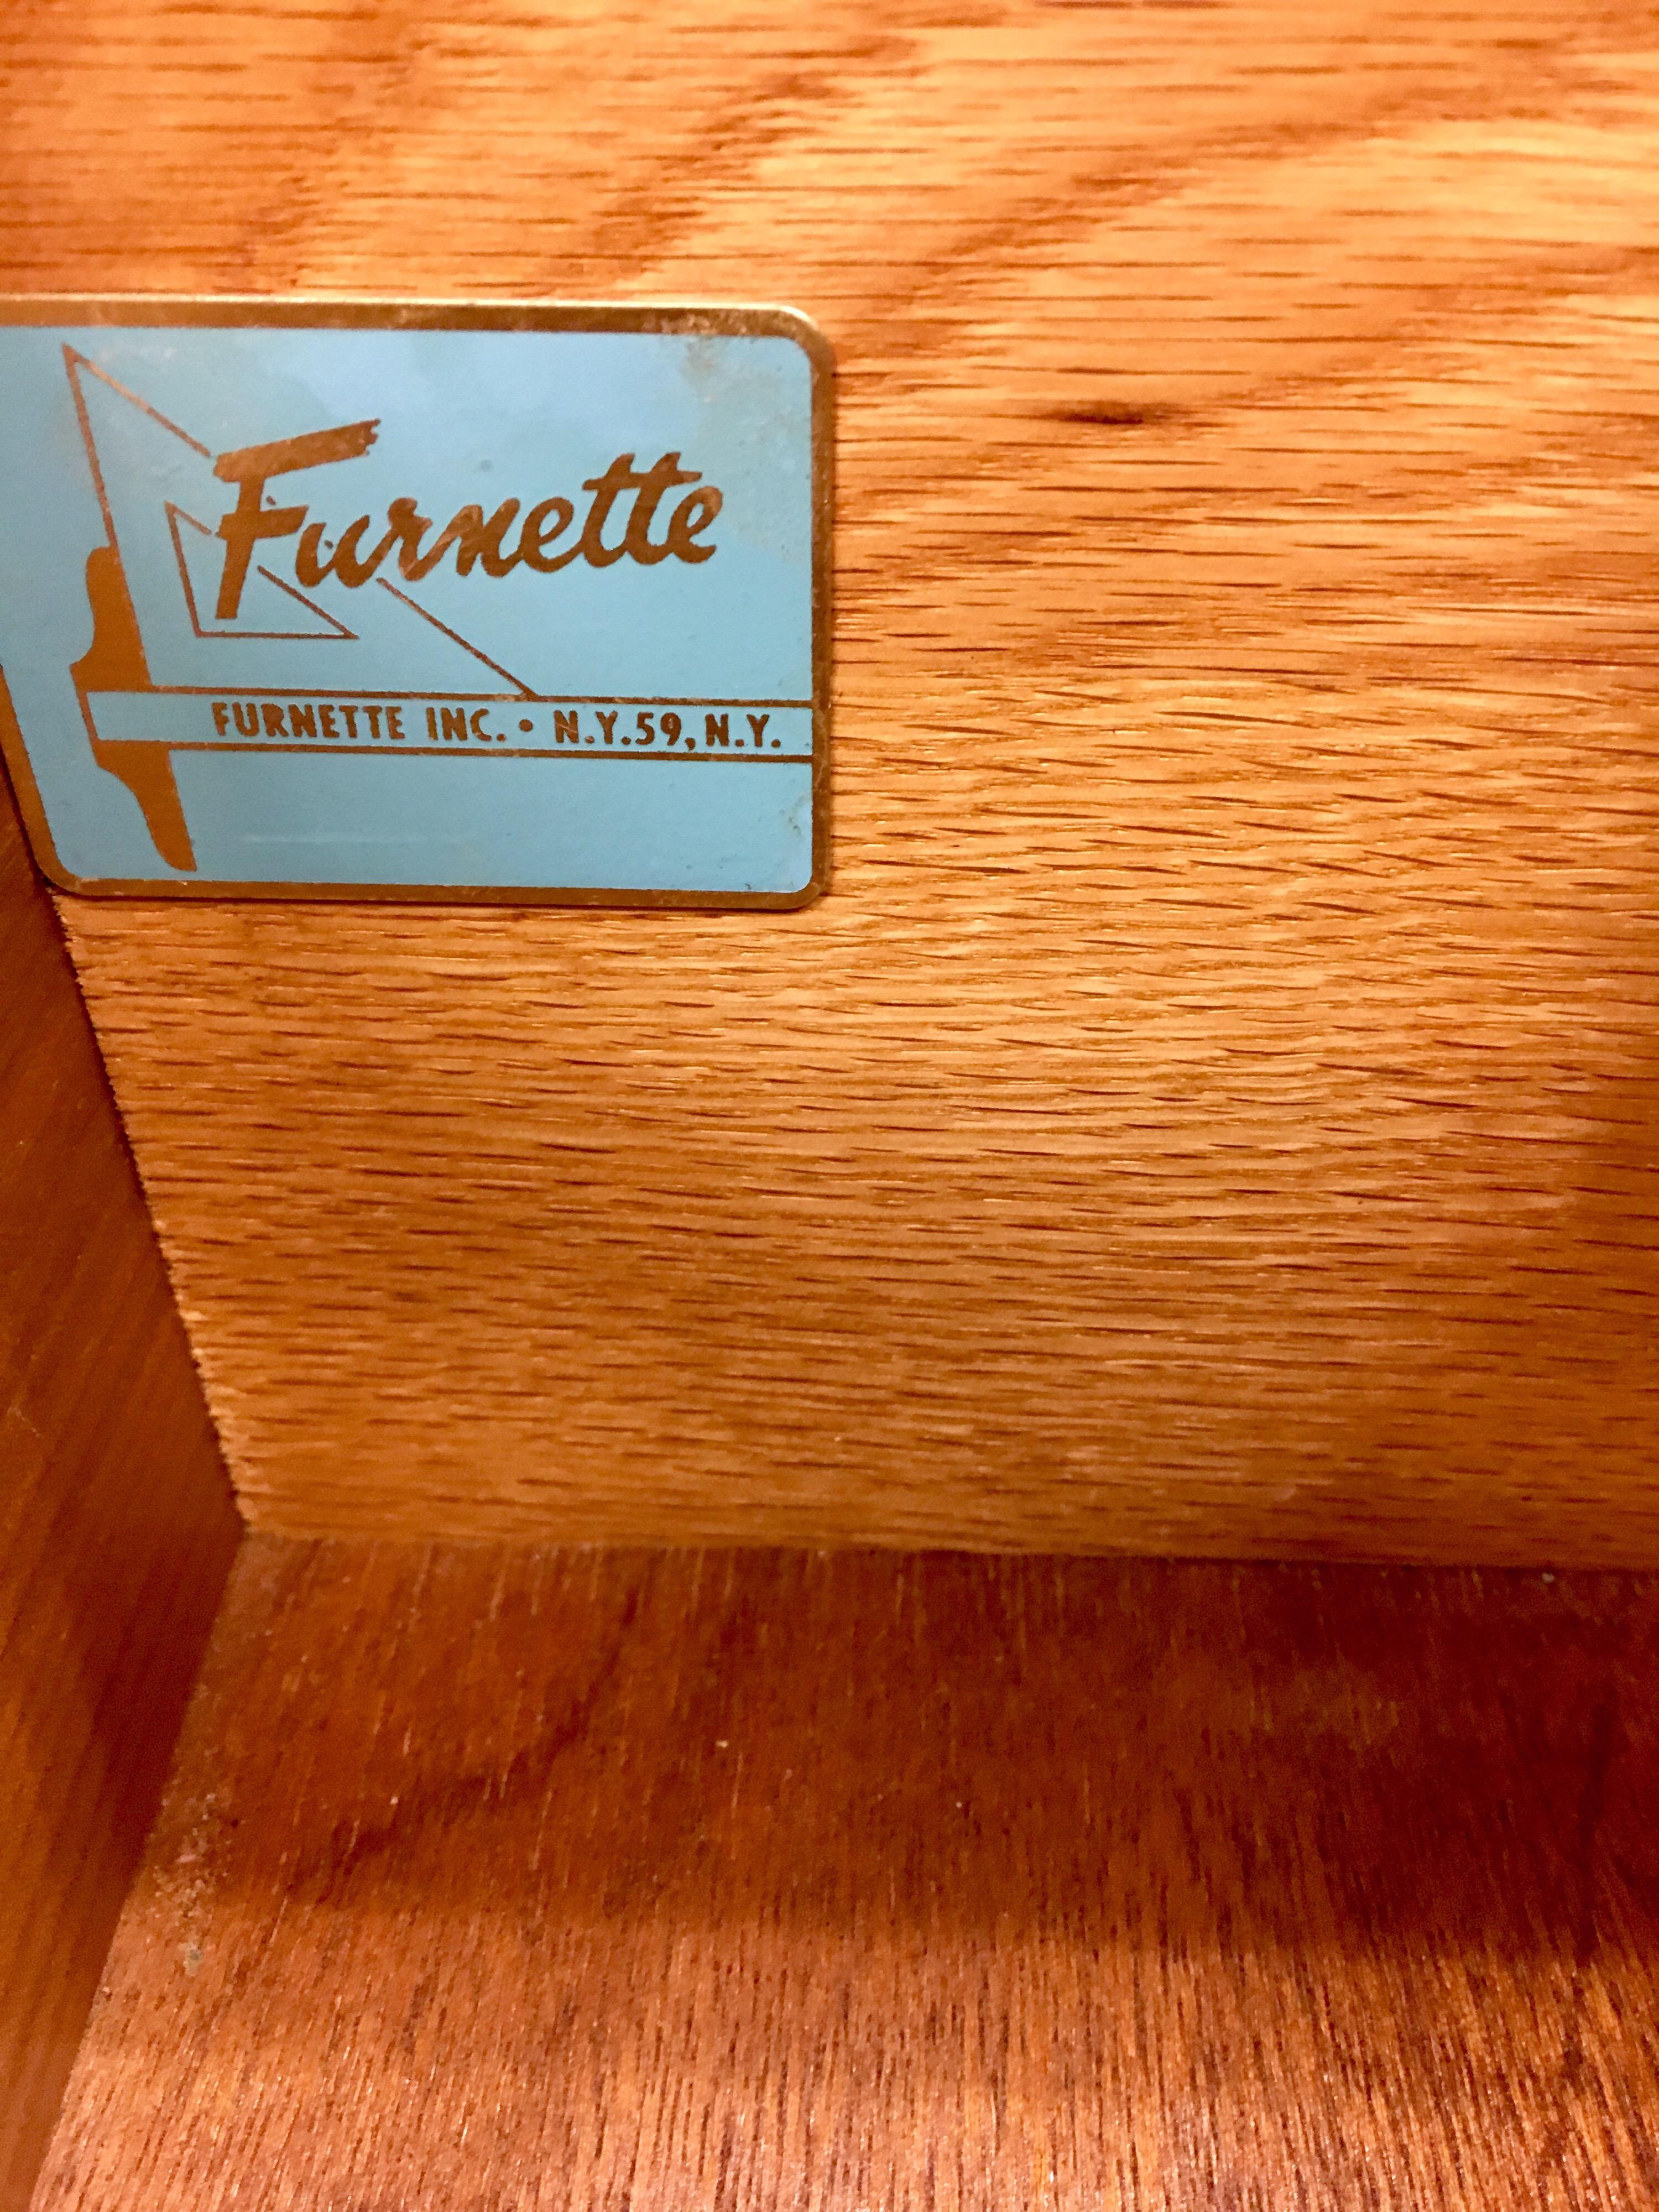 Furnette
FURNETTE INC. • N.Y.59, N.Y.